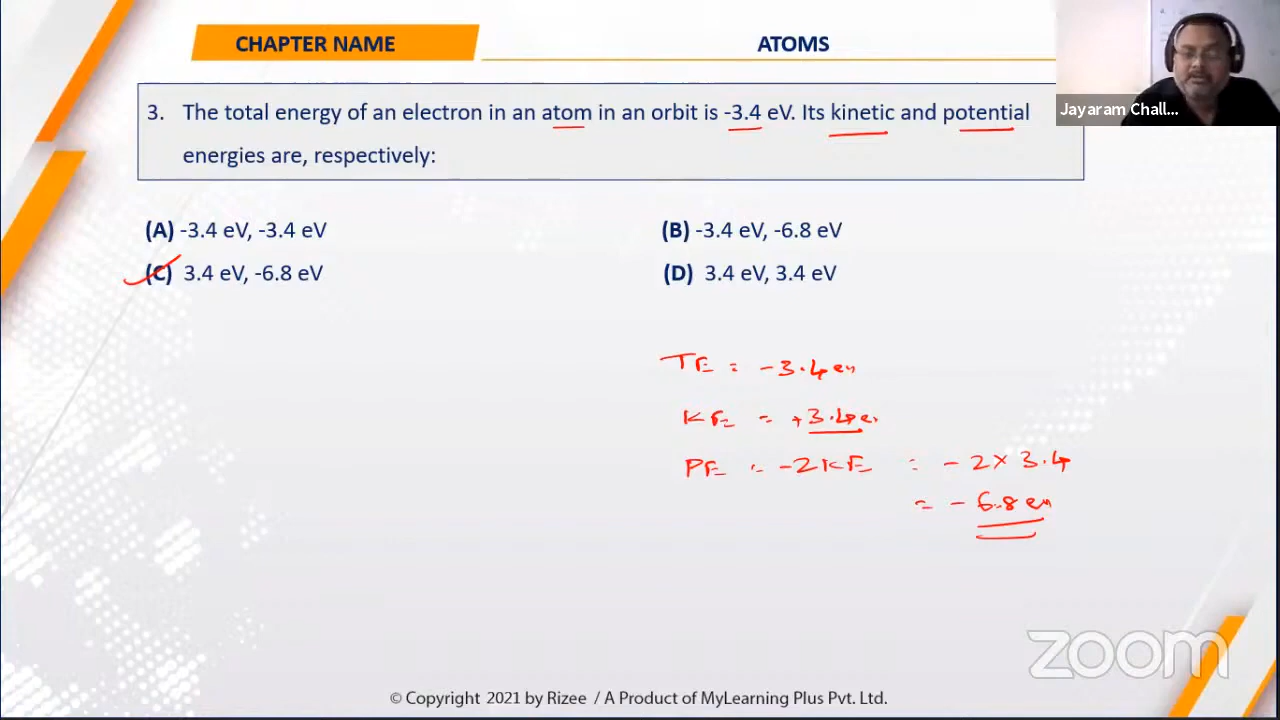 CHAPTER NAME
ATOMS
Jayaram Chall...
3. The total energy of an electron in an atom in an orbit is -3.4 eV. Its kinetic and potential
energies are, respectively:
(A) -3.4 eV, -3.4 eV
(B) -3.4 eV, -6.8 eV
(C) 3.4 eV, -6.8 eV
(D) 3.4 eV, 3.4 eV
TE = -3.4 ev
KE = +3.4 e.
PE = -2KE = -2 × 3.4
= -6.8 ev
zoom
© Copyright 2021 by Rizee / A Product of MyLearning Plus Pvt. Ltd.